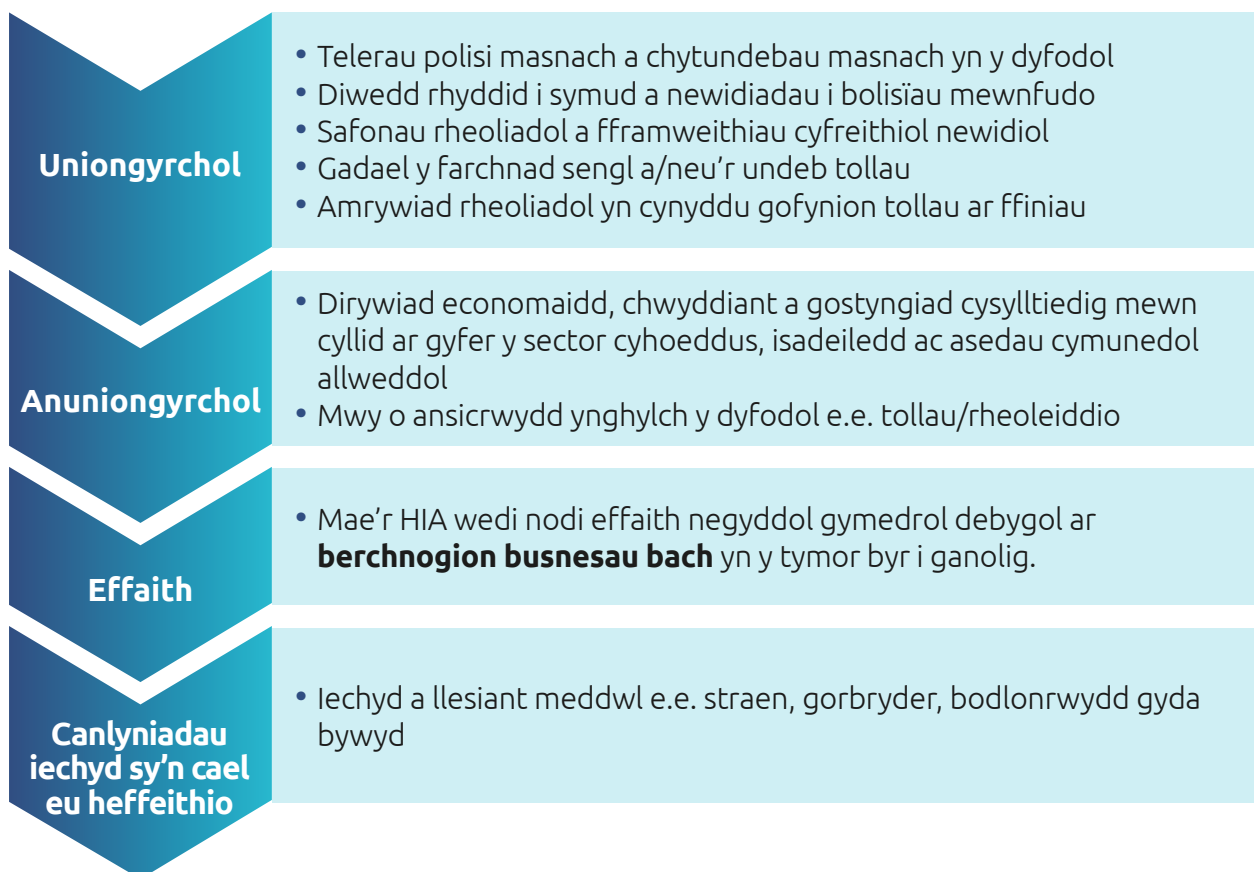 Uniongyrchol
• Telerau polisi masnach a chytundebau masnach yn y dyfodol
• Diwedd rhyddid i symud a newidiadau i bolisïau mewnfudo
• Safonau rheoliadol a fframweithiau cyfreithiol newidiol
• Gadael y farchnad sengl a/neu’r undeb tollau
• Amrywiad rheoliadol yn cynyddu gofynion tollau ar ffiniau
Anuniongyrchol
• Dirywiad economaidd, chwyddiant a gostyngiad cysylltiedig mewn
cyllid ar gyfer y sector cyhoeddus, isadeiledd ac asedau cymunedol
allweddol
• Mwy o ansicrwydd ynghylch y dyfodol e.e. tollau/rheoleiddio
Effaith
• Mae’r HIA wedi nodi effaith negyddol gymedrol debygol ar
berchnogion busnesau bach yn y tymor byr i ganolig.
Canlyniadau
iechyd sy’n cael
eu heffeithio
• Iechyd a llesiant meddwl e.e. straen, gorbryder, bodlonrwydd gyda
bywyd